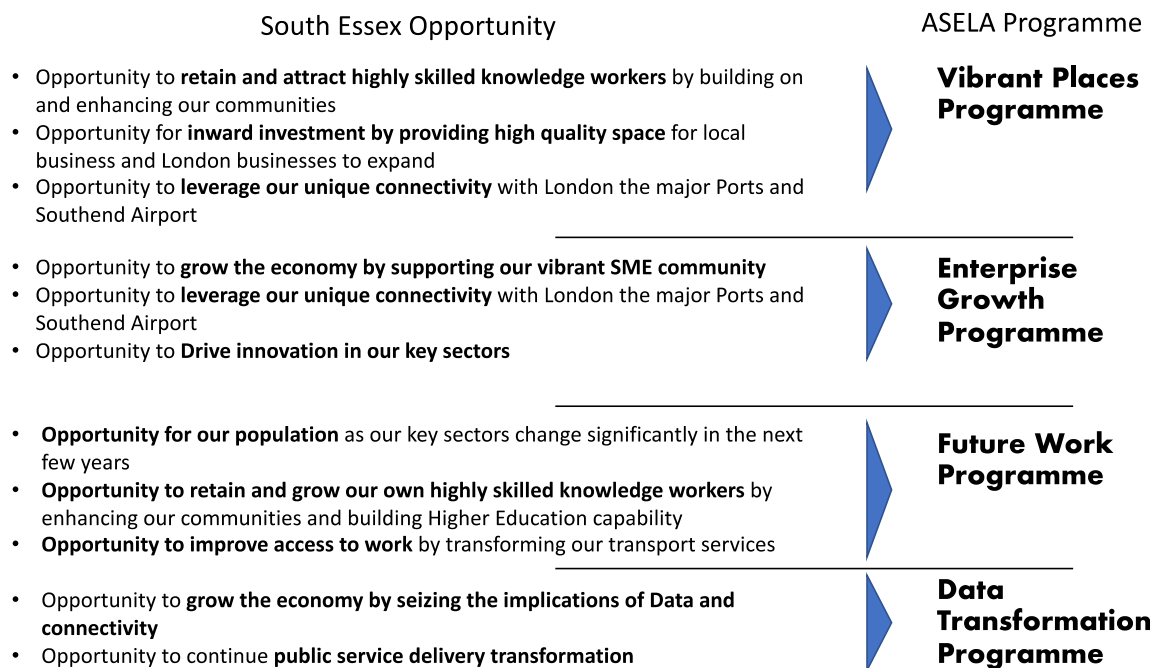 South Essex Opportunity
ASELA Programme
• Opportunity to retain and attract highly skilled knowledge workers by building on
and enhancing our communities
• Opportunity for inward investment by providing high quality space for local
business and London businesses to expand
• Opportunity to leverage our unique connectivity with London the major Ports and
Southend Airport
Vibrant Places
Programme
• Opportunity to grow the economy by supporting our vibrant SME community
• Opportunity to leverage our unique connectivity with London the major Ports and
Southend Airport
• Opportunity to Drive innovation in our key sectors
Enterprise
Growth
Programme
• Opportunity for our population as our key sectors change significantly in the next
few years
• Opportunity to retain and grow our own highly skilled knowledge workers by
enhancing our communities and building Higher Education capability
• Opportunity to improve access to work by transforming our transport services
Future Work
Programme
• Opportunity to grow the economy by seizing the implications of Data and
connectivity
• Opportunity to continue public service delivery transformation
Data
Transformation
Programme